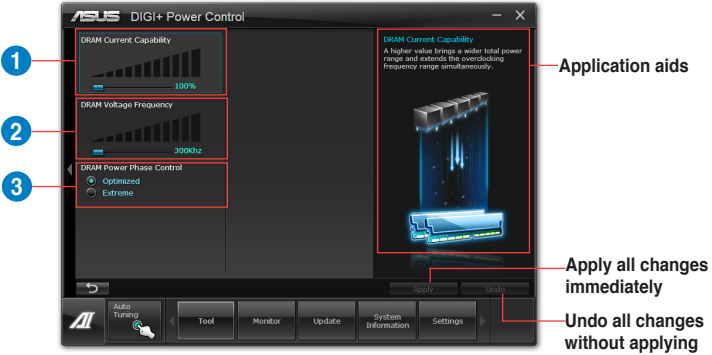 ASUS DIGI+ Power Control
1
DRAM Current Capability
100%
2
DRAM Voltage Frequency
300Khz
3
DRAM Power Phase Control
Optimized
Extreme
DRAM Current Capability
A higher value brings a wider total power
range and extends the overclocking
frequency range simultaneously.
Application aids
Apply
Undo
Apply all changes
immediately
Undo all changes
without applying
Auto
Tuning
Tool
Monitor
Update
System
Information
Settings